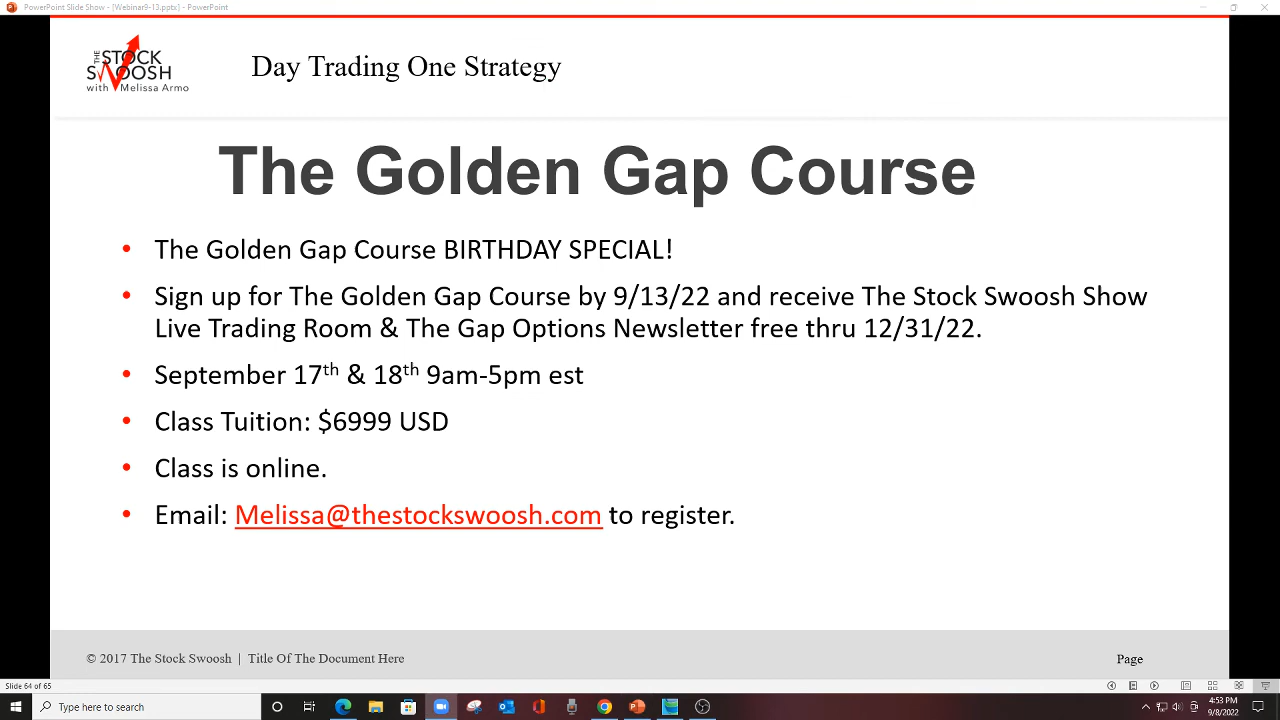 PowerPoint Slide Show - [Webinar9-13.pptx] - PowerPoint
THE STOCK
SWOOSH
with Melissa Armo
Day Trading One Strategy
The Golden Gap Course
• The Golden Gap Course BIRTHDAY SPECIAL!
• Sign up for The Golden Gap Course by 9/13/22 and receive The Stock Swoosh Show
Live Trading Room & The Gap Options Newsletter free thru 12/31/22.
• September 17th & 18th 9am-5pm est
• Class Tuition: $6999 USD
• Class is online.
• Email: Melissa@thestockswoosh.com to register.
© 2017 The Stock Swoosh | Title Of The Document Here
Page
Slide 64 of 65
Type here to search
4:53 PM
9/8/2022